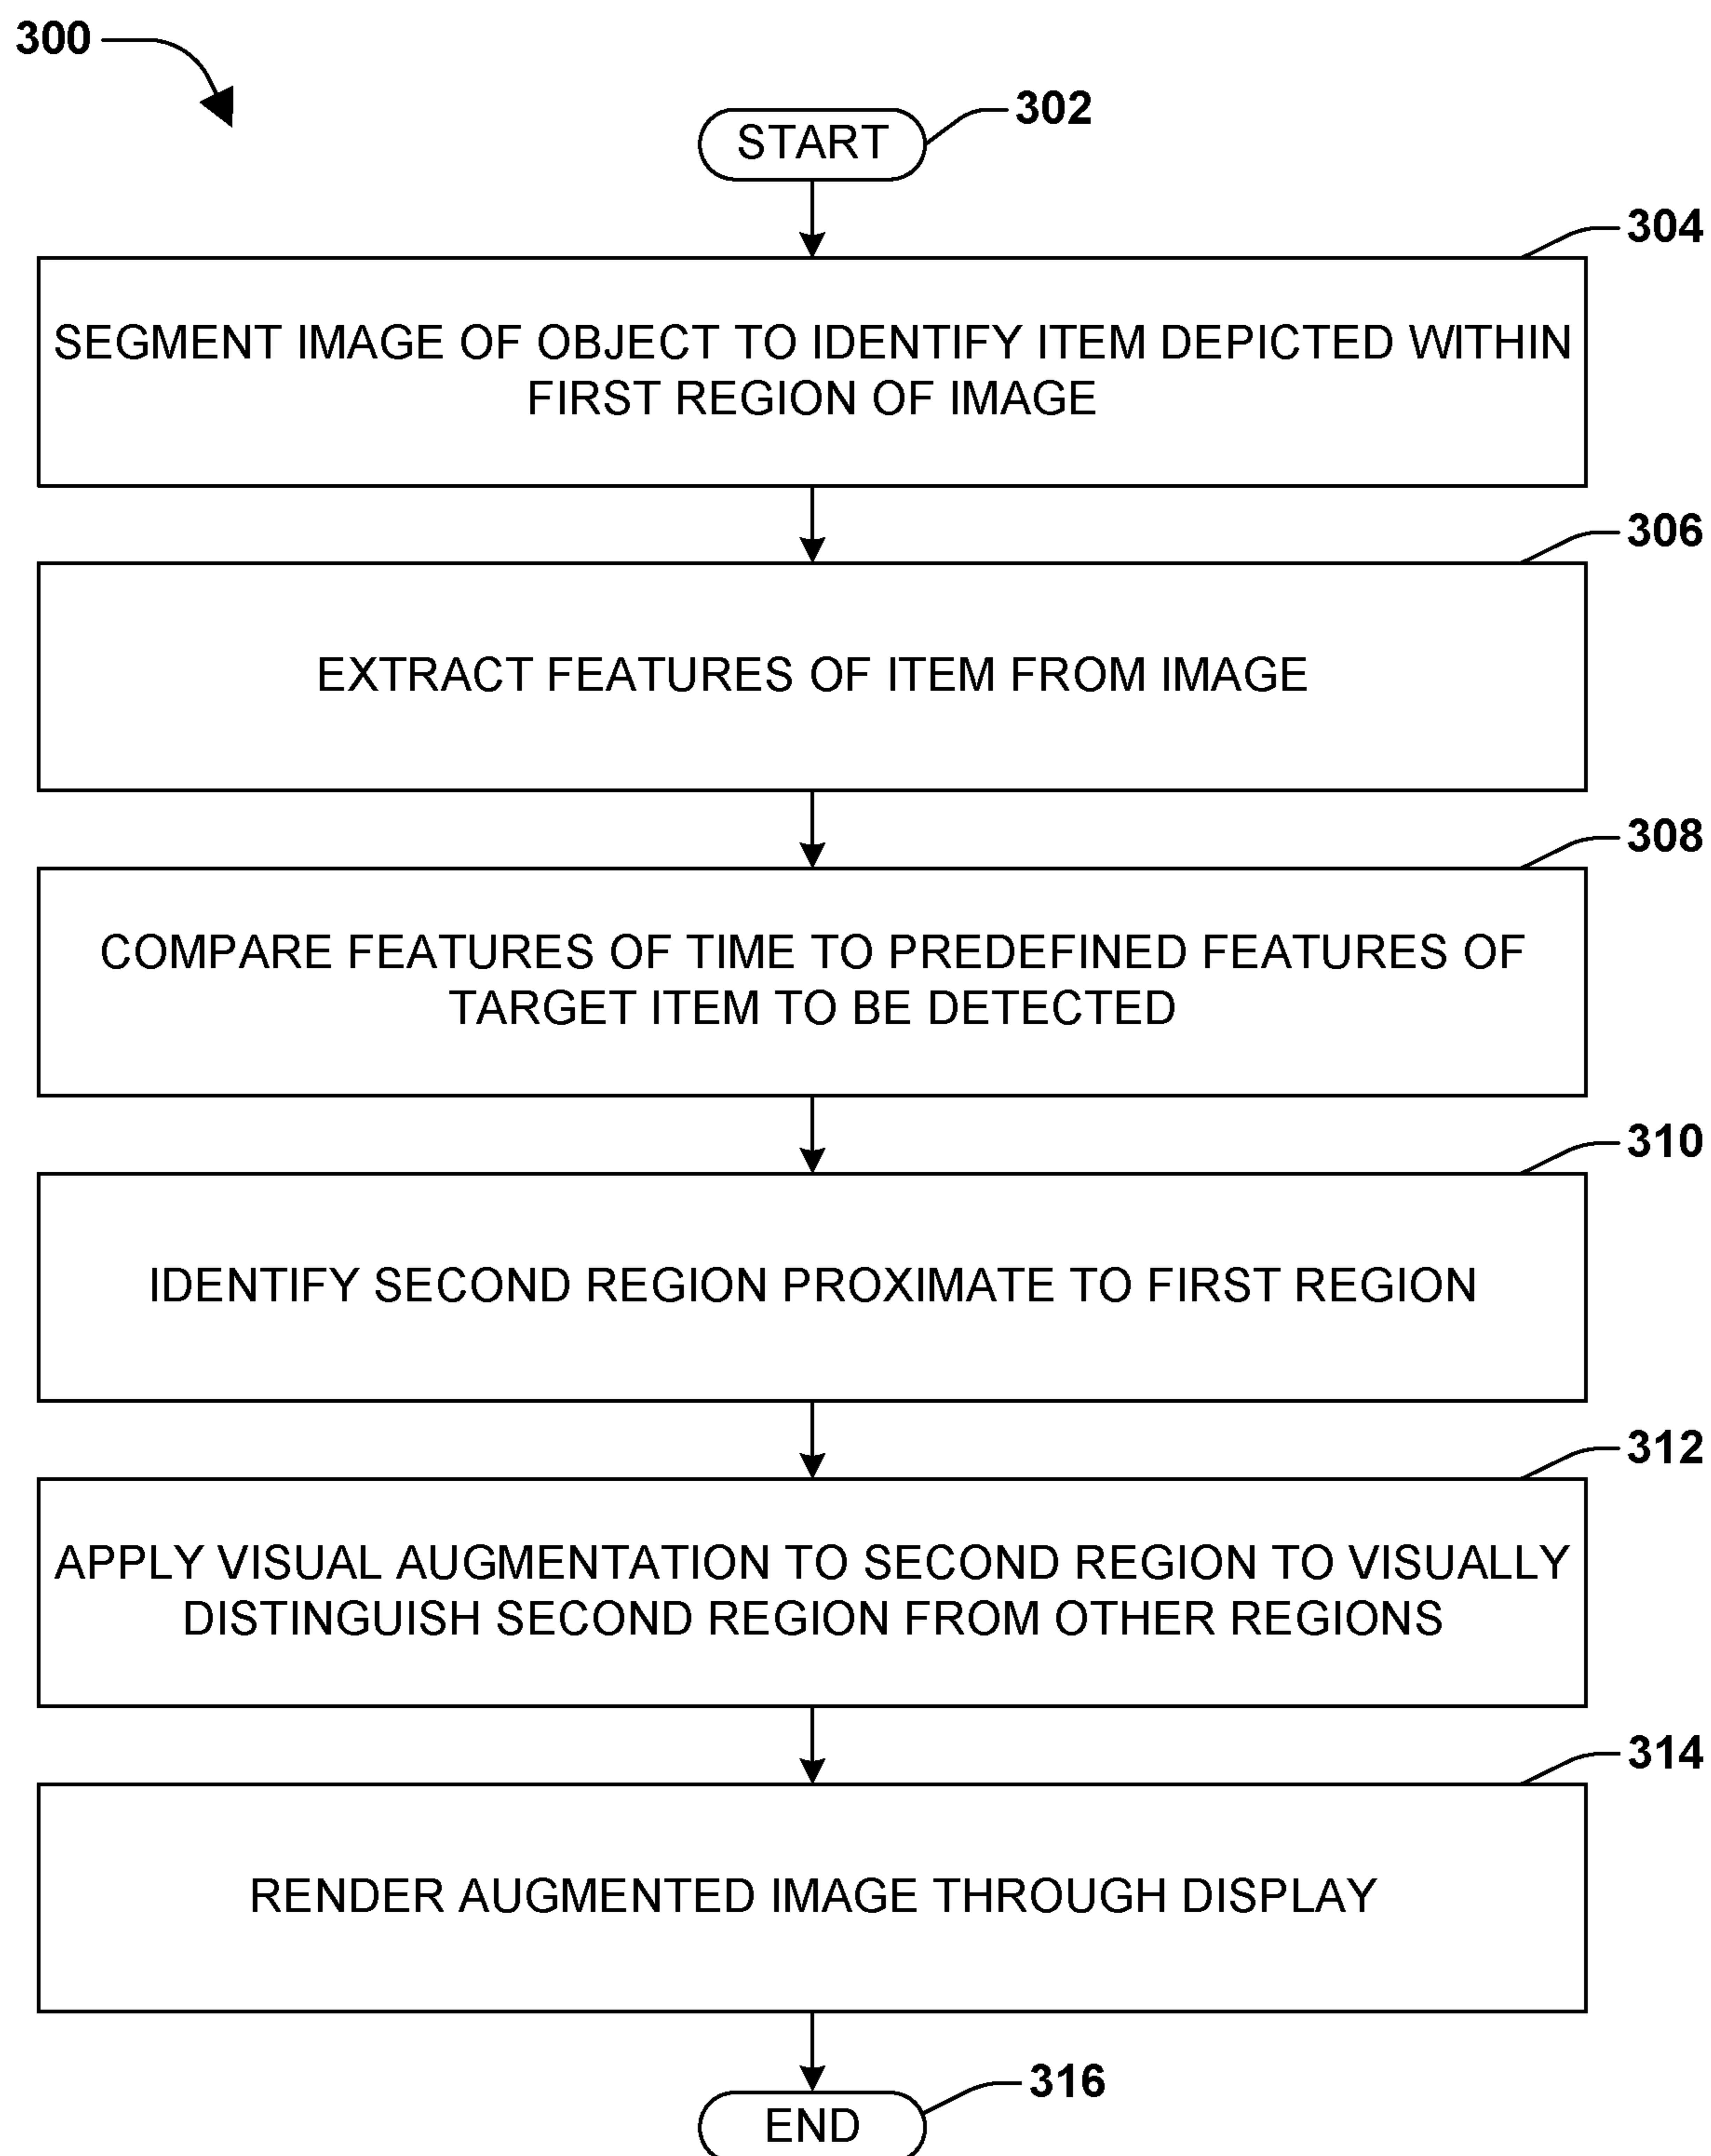 300
302
START
304
SEGMENT IMAGE OF OBJECT TO IDENTIFY ITEM DEPICTED WITHIN
FIRST REGION OF IMAGE
306
EXTRACT FEATURES OF ITEM FROM IMAGE
308
COMPARE FEATURES OF TIME TO PREDEFINED FEATURES OF
TARGET ITEM TO BE DETECTED
310
IDENTIFY SECOND REGION PROXIMATE TO FIRST REGION
312
APPLY VISUAL AUGMENTATION TO SECOND REGION TO VISUALLY
DISTINGUISH SECOND REGION FROM OTHER REGIONS
314
RENDER AUGMENTED IMAGE THROUGH DISPLAY
316
END